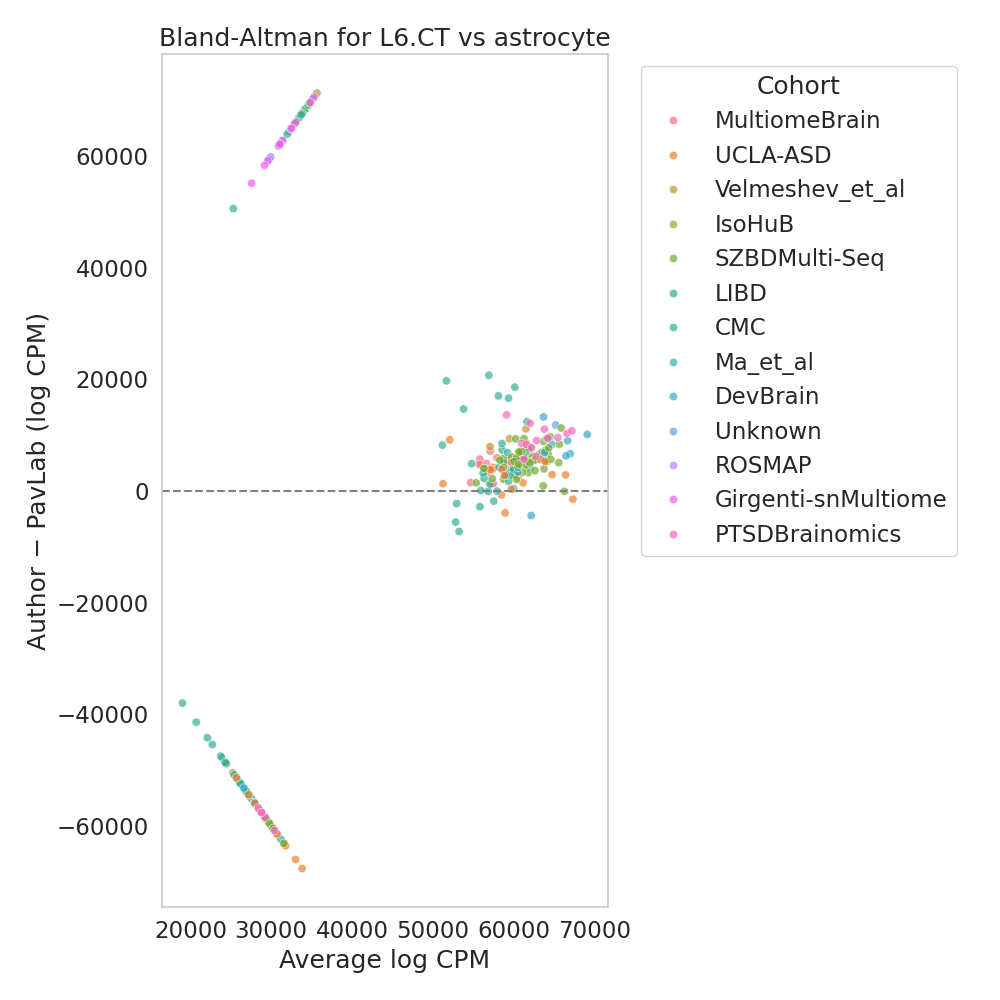 Bland-Altman for L6.CT vs astrocyte
Author − PavLab (log CPM)
60000
40000
20000
0
−20000
−40000
−60000
20000 30000 40000 50000 60000 70000
Average log CPM
Cohort
MultiomeBrain
UCLA-ASD
Velmeshev_et_al
IsoHuB
SZBDMulti-Seq
LIBD
CMC
Ma_et_al
DevBrain
Unknown
ROSMAP
Girgenti-snMultiome
PTSDBrainomics